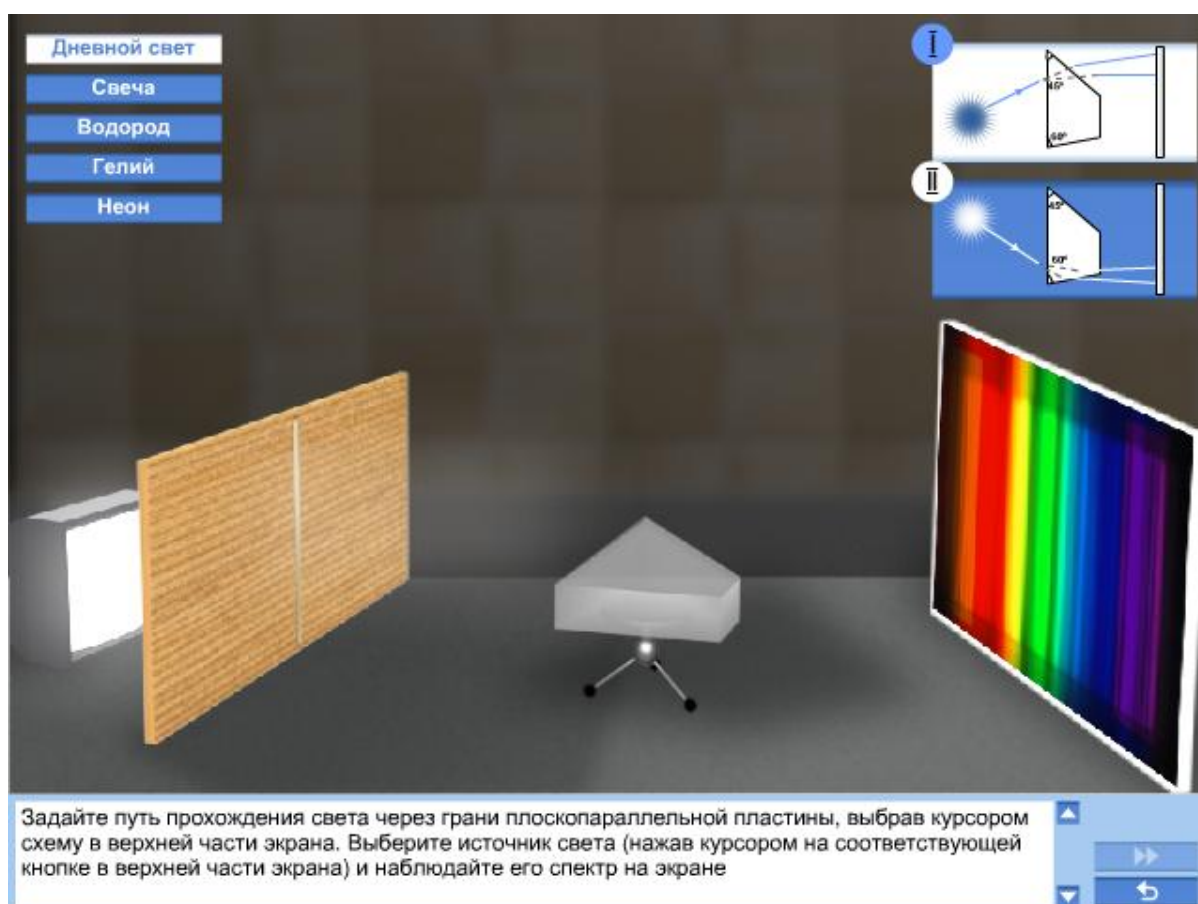 Дневной свет
Свеча
Водород
Гелий
Неон
I
45°
60°
II
45°
60°
Задайте путь прохождения света через грани плоскопараллельной пластины, выбрав курсором
схему в верхней части экрана. Выберите источник света (нажав курсором на соответствующей
кнопке в верхней части экрана) и наблюдайте его спектр на экране